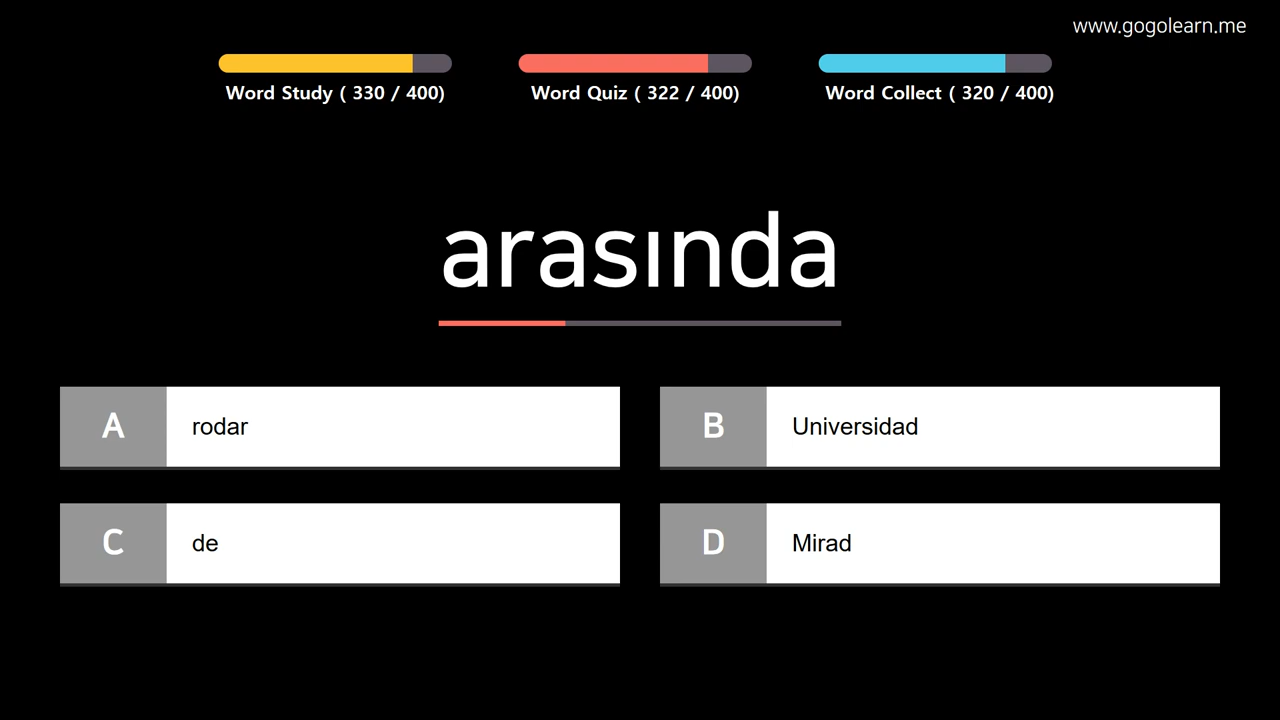 www.gogolearn.me
Word Study ( 330 / 400)
Word Quiz ( 322 / 400)
Word Collect ( 320 / 400)
arasında
A
rodar
B
Universidad
C
de
D
Mirad